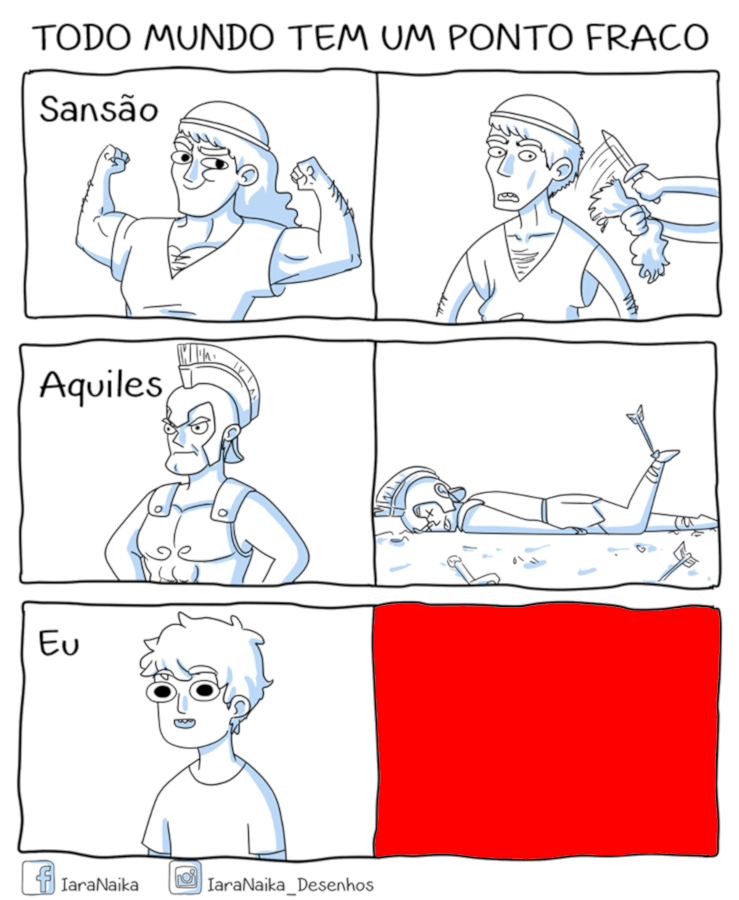 TODO MUNDO TEM UM PONTO FRACO
Sansão
Aquiles
Eu
IaraNaika
IaraNaika_Desenhos